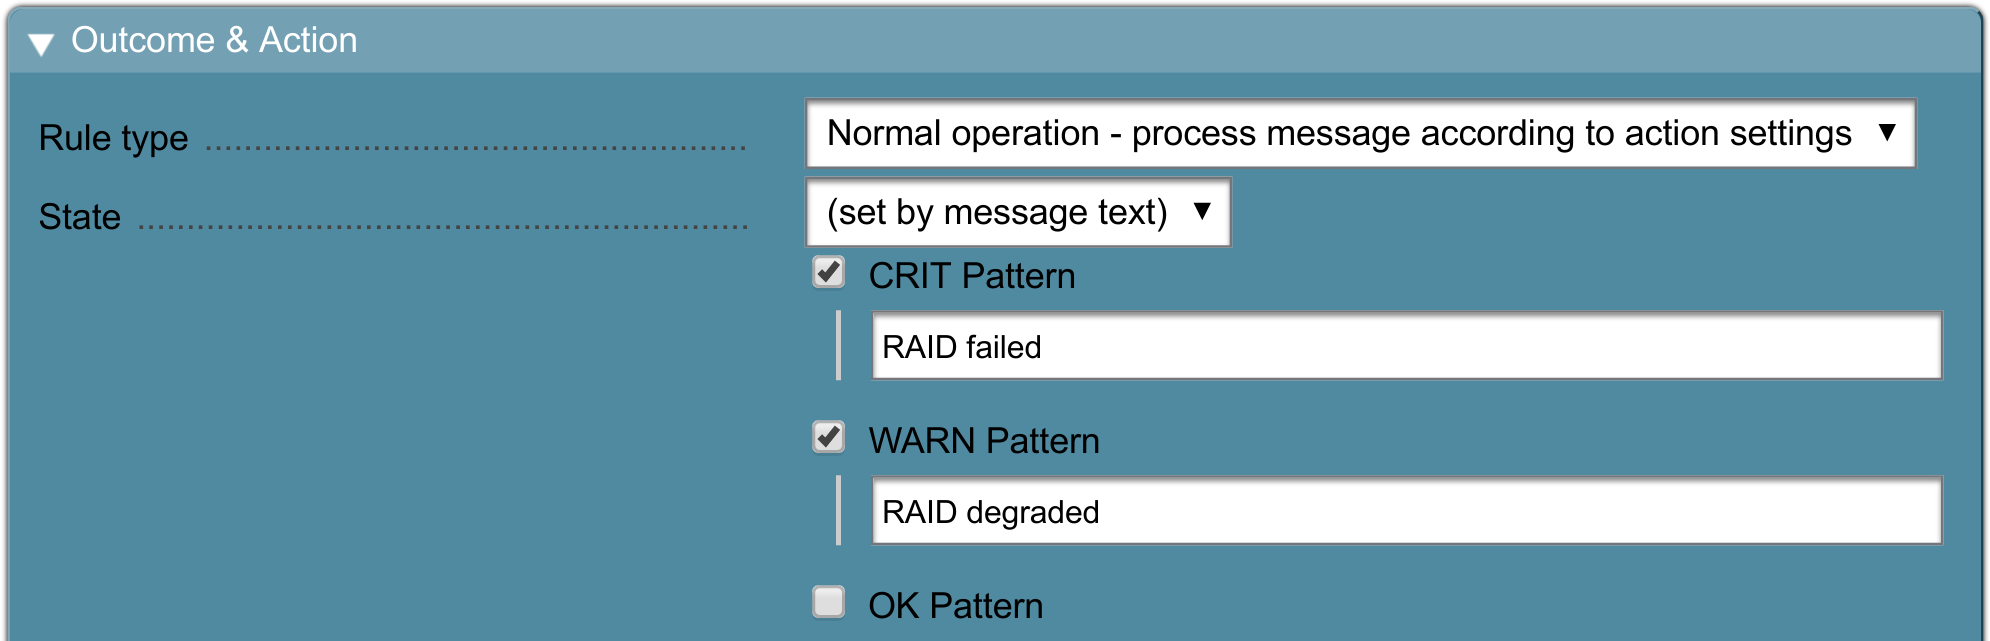 Outcome & Action
Rule type
Normal operation - process message according to action settings
State
(set by message text)
CRIT Pattern
RAID failed
WARN Pattern
RAID degraded
OK Pattern